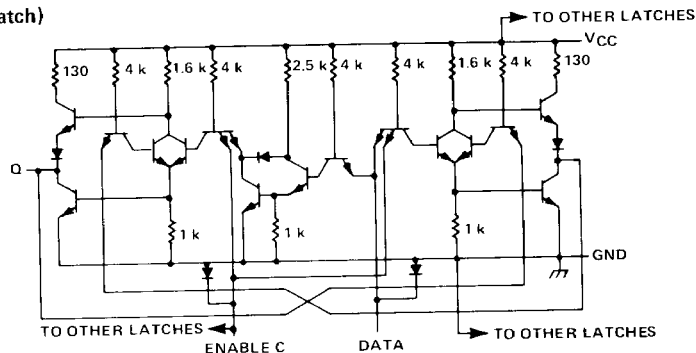 atch)
TO OTHER LATCHES
VCC
130 4 k 1.6 k 4 k 2.5 k 4 k 4 k 1.6 k 4 k 130
Q
1 k 1 k 1 k
GND
TO OTHER LATCHES ENABLE C DATA TO OTHER LATCHES